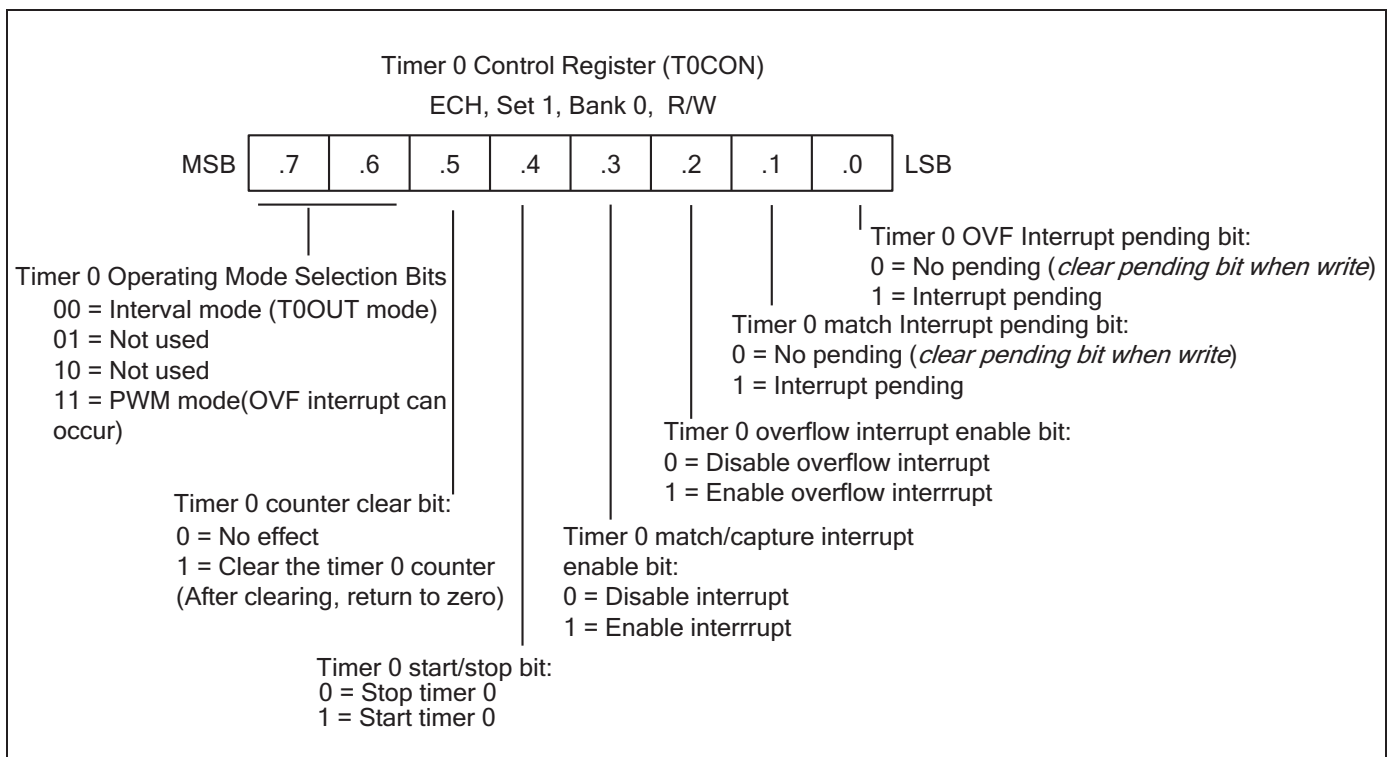 Timer 0 Control Register (T0CON)
ECH, Set 1, Bank 0, R/W
MSB .7 .6 .5 .4 .3 .2 .1 .0 LSB
Timer 0 OVF Interrupt pending bit:
0 = No pending (clear pending bit when write)
1 = Interrupt pending
Timer 0 Operating Mode Selection Bits
00 = Interval mode (T0OUT mode)
01 = Not used
10 = Not used
11 = PWM mode(OVF interrupt can
occur)
Timer 0 match Interrupt pending bit:
0 = No pending (clear pending bit when write)
1 = Interrupt pending
Timer 0 overflow interrupt enable bit:
0 = Disable overflow interrupt
1 = Enable overflow interrrupt
Timer 0 counter clear bit:
0 = No effect
1 = Clear the timer 0 counter
(After clearing, return to zero)
Timer 0 match/capture interrupt
enable bit:
0 = Disable interrupt
1 = Enable interrrupt
Timer 0 start/stop bit:
0 = Stop timer 0
1 = Start timer 0